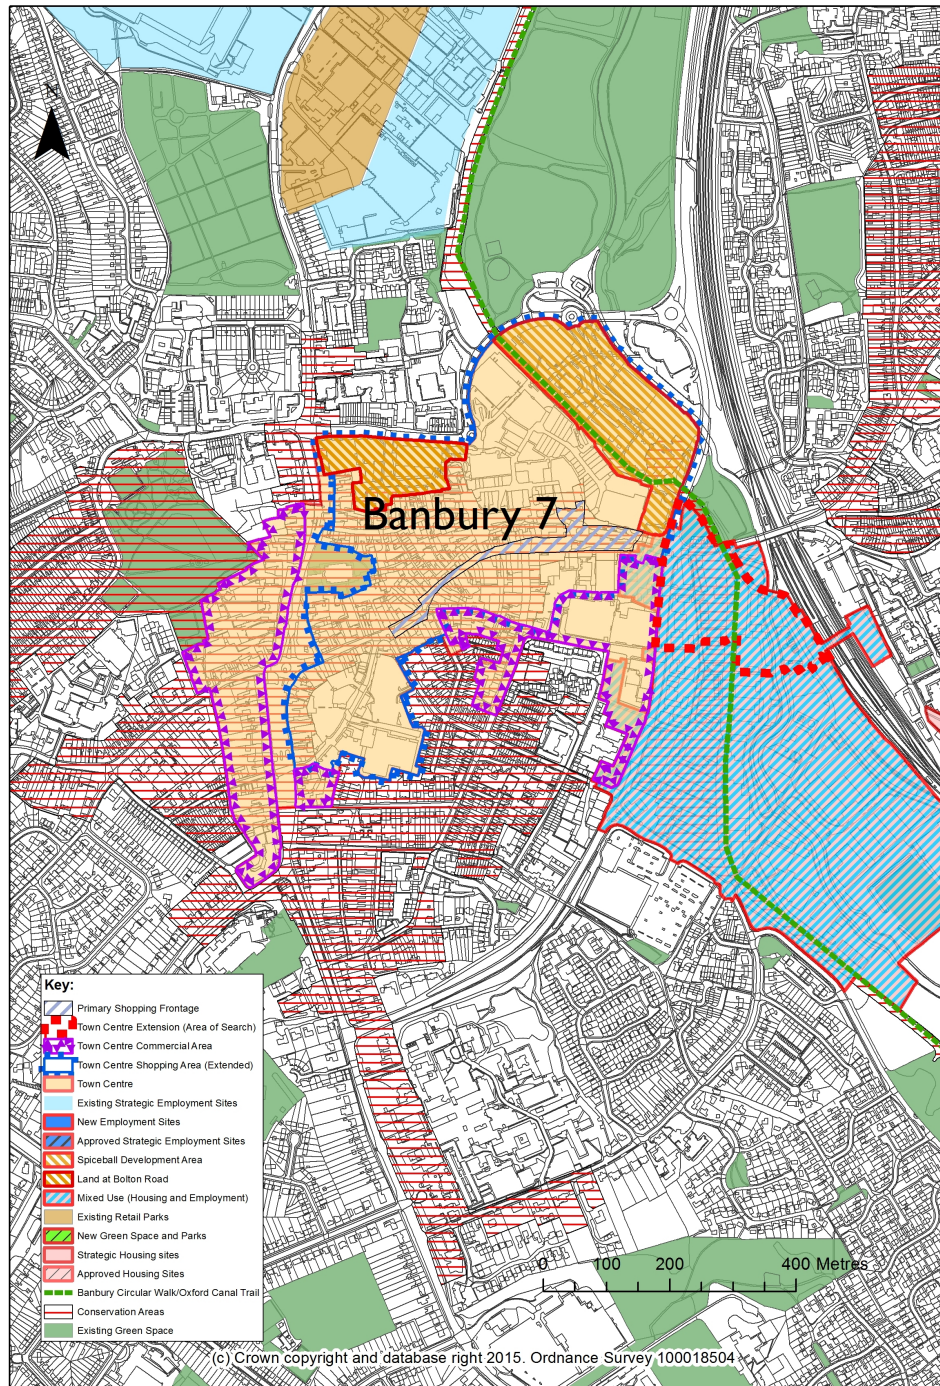 N
Banbury 7
Key:
Primary Shopping Frontage
Town Centre Extension (Area of Search)
Town Centre Commercial Area
Town Centre Shopping Area (Extended)
Town Centre
Existing Strategic Employment Sites
New Employment Sites
Approved Strategic Employment Sites
Spiceball Development Area
Land at Bolton Road
Mixed Use (Housing and Employment)
Existing Retail Parks
New Green Space and Parks
Strategic Housing sites
Approved Housing Sites
Banbury Circular Walk/Oxford Canal Trail
Conservation Areas
Existing Green Space
0 100 200 400 Metres
(c) Crown copyright and database right 2015. Ordnance Survey 100018504